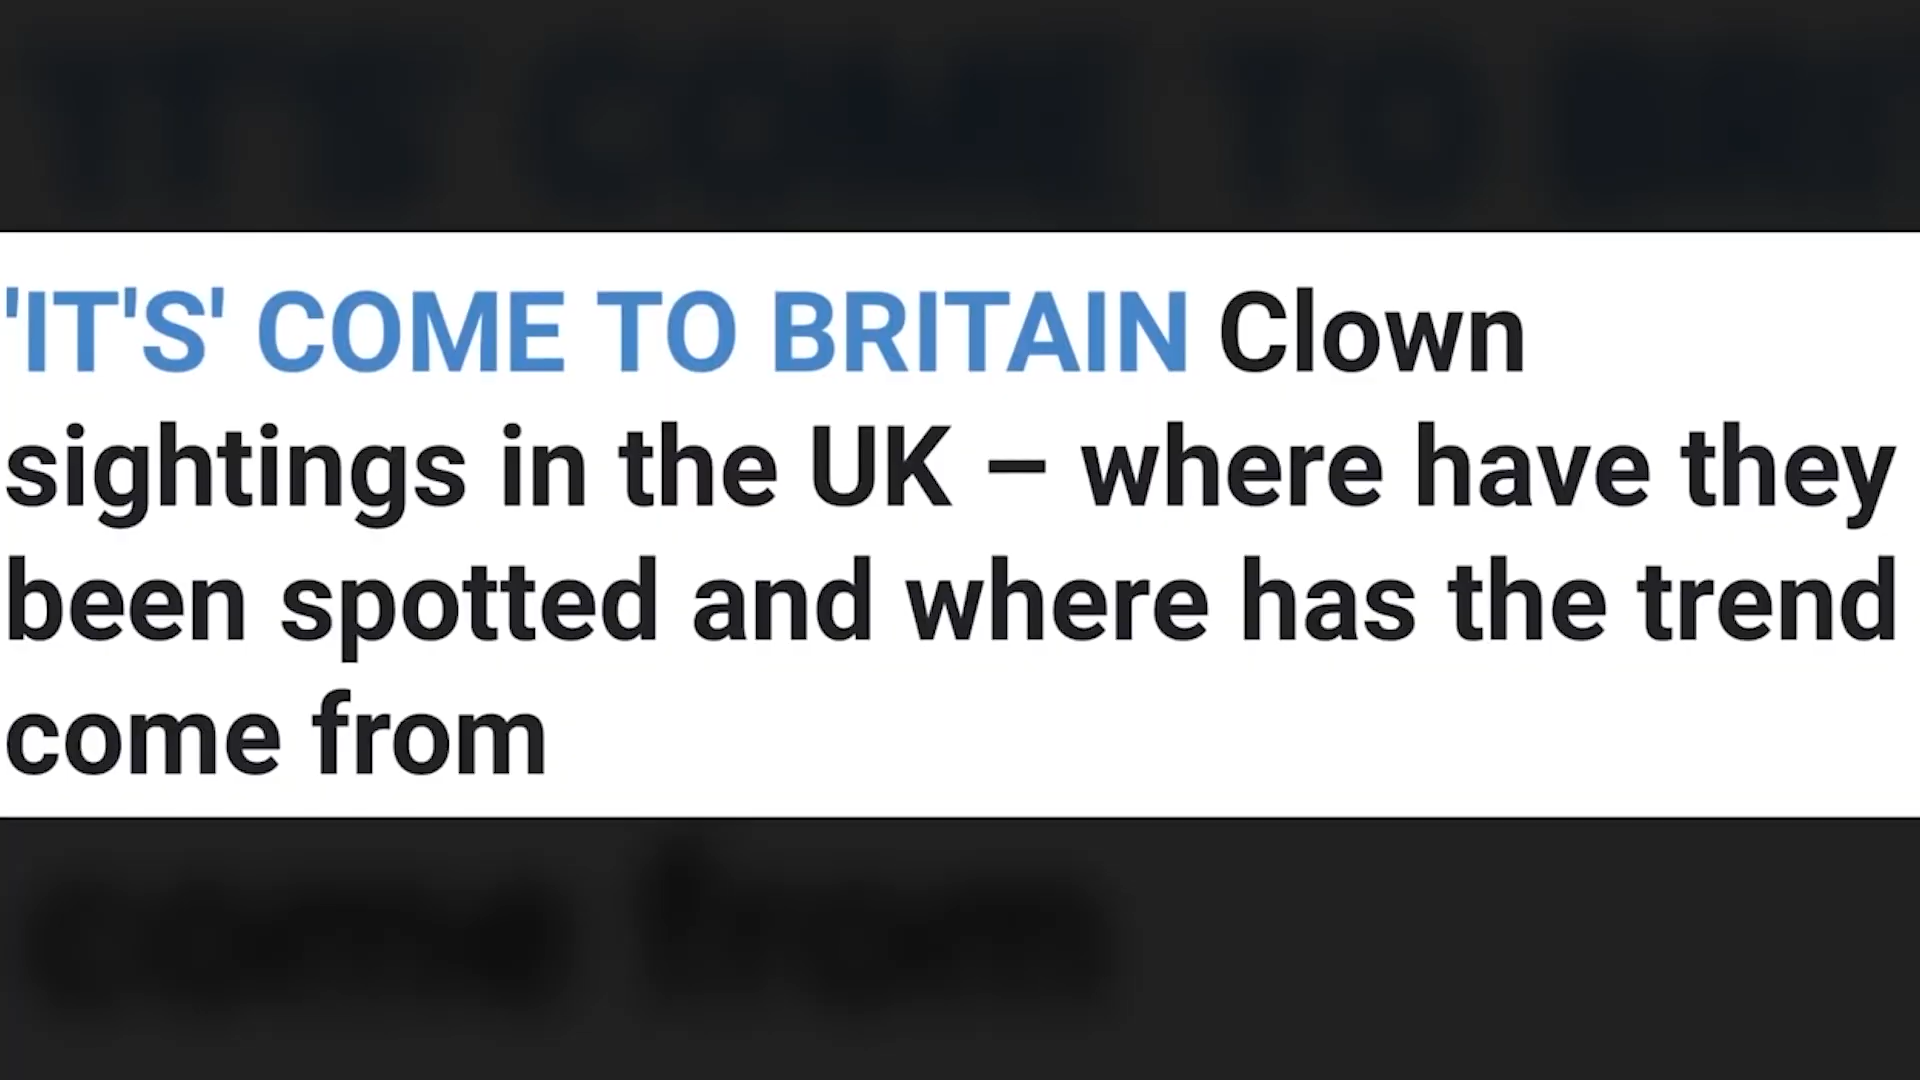 'IT'S' COME TO BRITAIN Clown
sightings in the UK – where have they
been spotted and where has the trend
come from